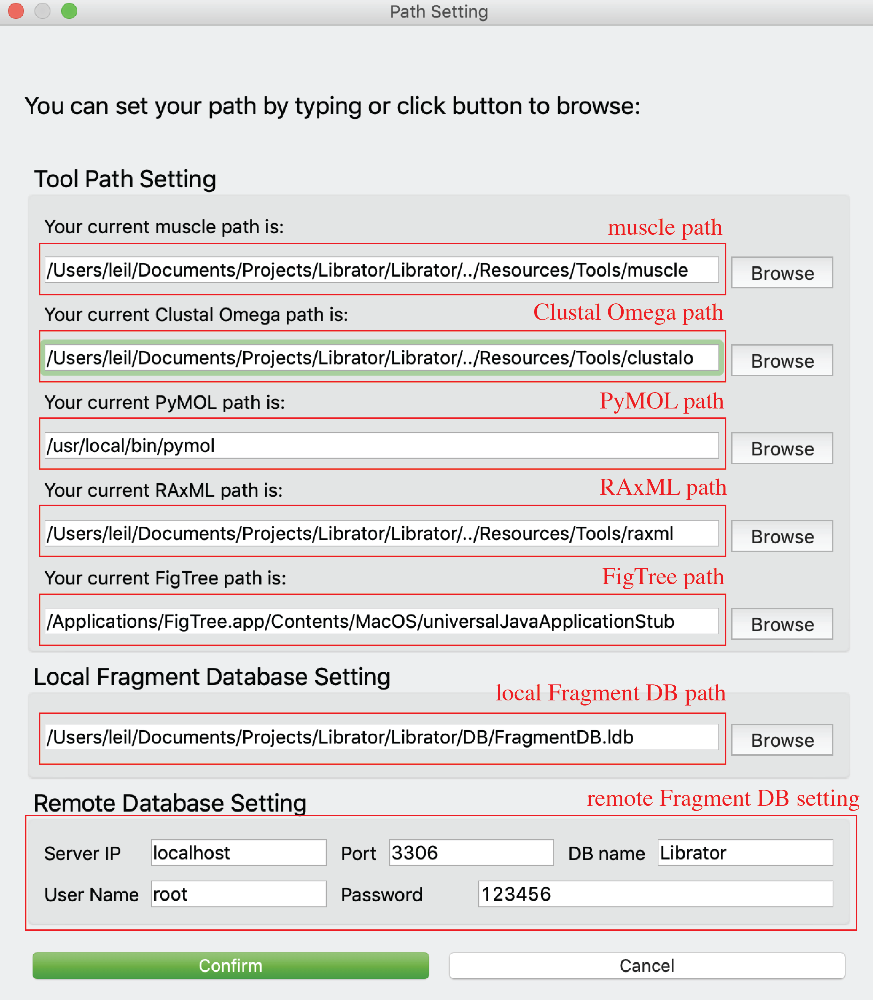 Path Setting
You can set your path by typing or click button to browse:
Tool Path Setting
Your current muscle path is:
muscle path
/Users/leil/Documents/Projects/Librator/Librator/../Resources/Tools/muscle
Browse
Your current Clustal Omega path is:
Clustal Omega path
/Users/leil/Documents/Projects/Librator/Librator/../Resources/Tools/clustalo
Browse
Your current PyMOL path is:
PyMOL path
/usr/local/bin/pymol
Browse
Your current RAxML path is:
RAxML path
/Users/leil/Documents/Projects/Librator/Librator/../Resources/Tools/raxml
Browse
Your current FigTree path is:
FigTree path
/Applications/FigTree.app/Contents/MacOS/universalJavaApplicationStub
Browse
Local Fragment Database Setting
local Fragment DB path
/Users/leil/Documents/Projects/Librator/Librator/DB/FragmentDB.ldb
Browse
Remote Database Setting
remote Fragment DB setting
Server IP localhost Port 3306 DB name Librator
User Name root Password 123456
Confirm Cancel